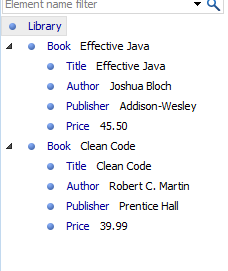 Element name filter
Library
Book Effective Java
Title Effective Java
Author Joshua Bloch
Publisher Addison-Wesley
Price 45.50
Book Clean Code
Title Clean Code
Author Robert C. Martin
Publisher Prentice Hall
Price 39.99